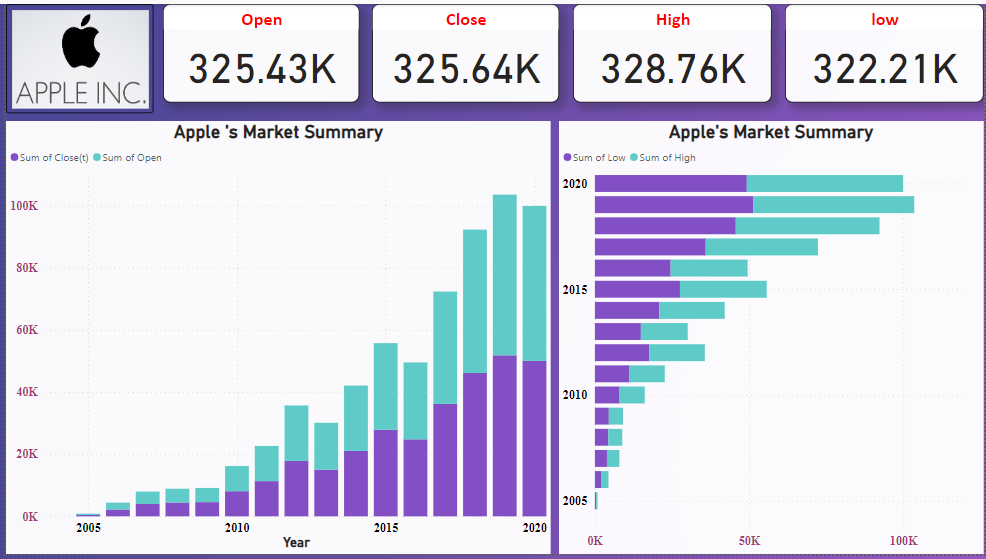 APPLE INC.
Open
325.43K
Close
325.64K
High
328.76K
low
322.21K
Apple 's Market Summary
Sum of Close(t) Sum of Open
100K
80K
60K
40K
20K
0K
2005 2010 2015 2020
Year
Apple's Market Summary
Sum of Low Sum of High
2020
2015
2010
2005
0K 50K 100K